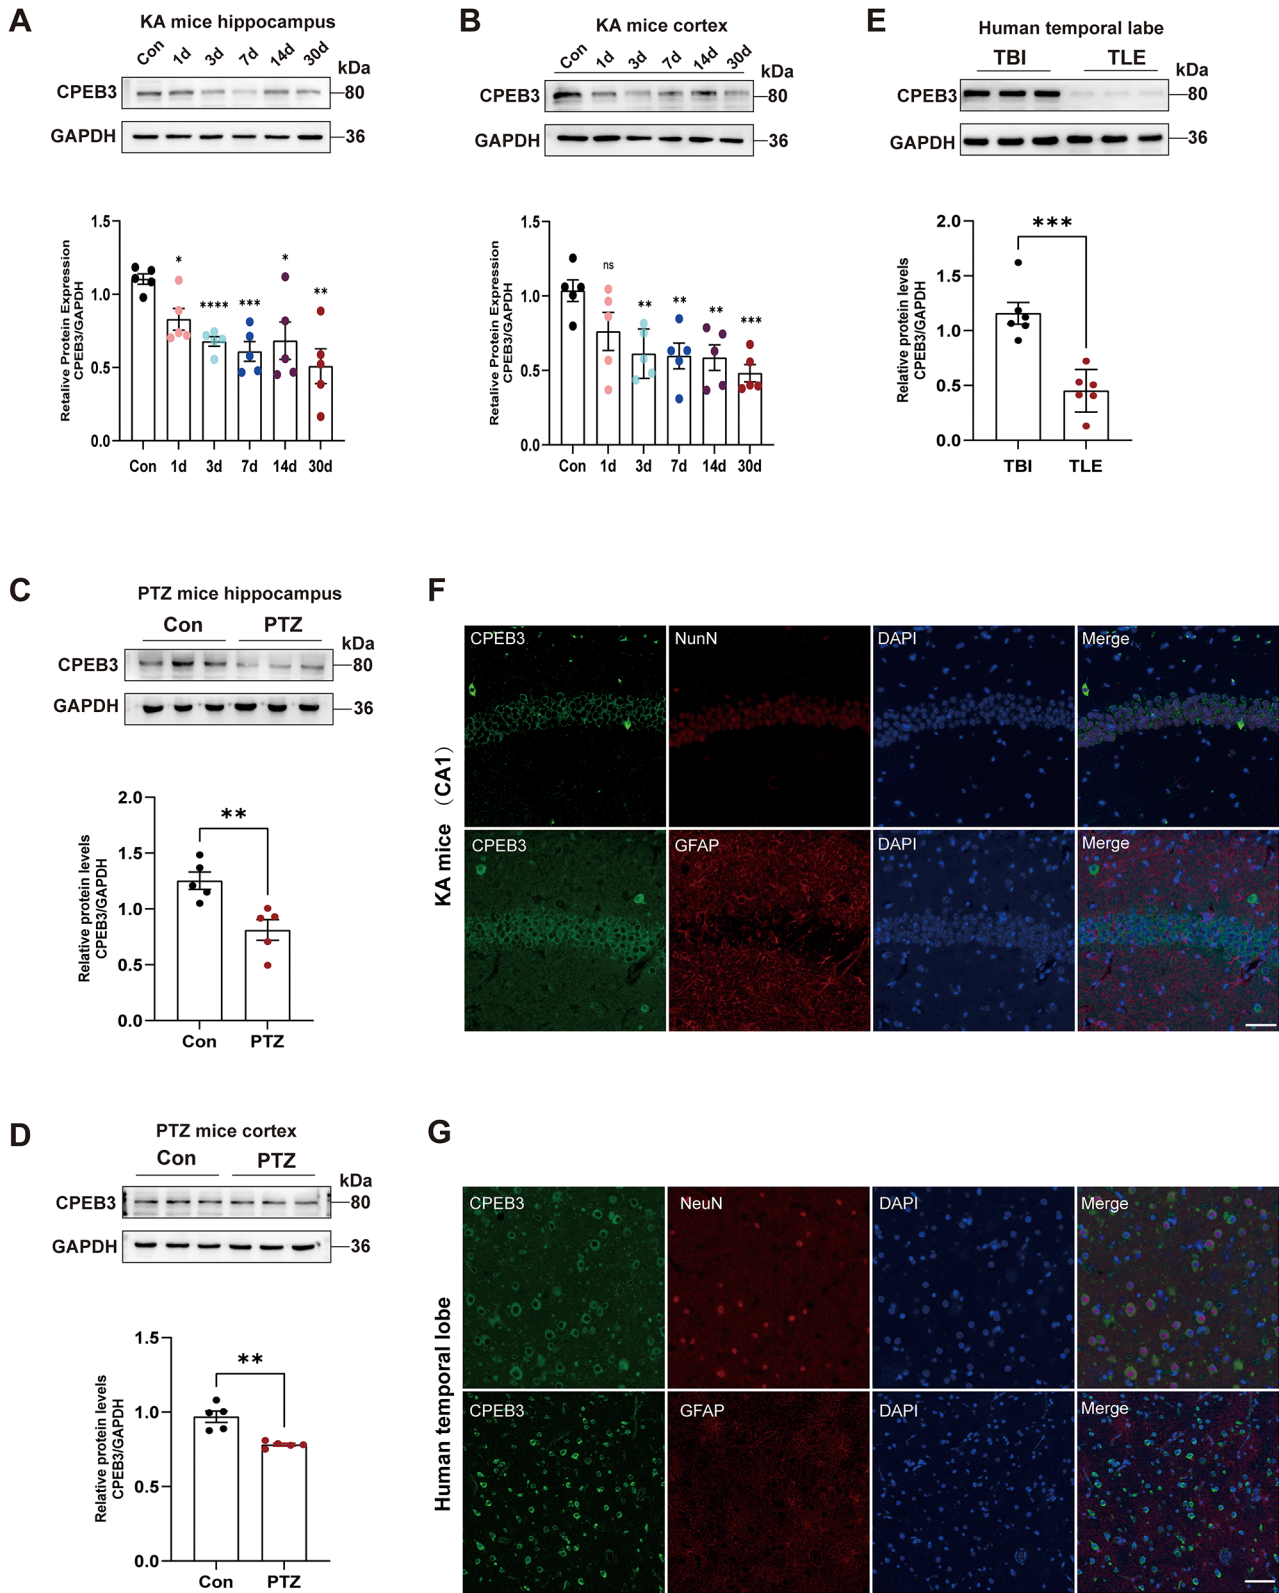 A
KA mice hippocampus
Con 1d 3d 7d 14d 30d
kDa
CPEB3
80
GAPDH
36
Retalive Protein Expression
CPEB3/GAPDH
1.5
1.0
0.5
0.0
* **** *** * **
Con 1d 3d 7d 14d 30d
B
KA mice cortex
Con 1d 3d 7d 14d 30d
kDa
CPEB3
80
GAPDH
36
Retalive Protein Expression
CPEB3/GAPDH
1.5
1.0
0.5
0.0
ns ** ** ** ***
Con 1d 3d 7d 14d 30d
E
Human temporal labe
TBI TLE
kDa
CPEB3
80
GAPDH
36
Relative protein levels
CPEB3/GAPDH
2.0
1.5
1.0
0.5
0.0
***
TBI TLE
C
PTZ mice hippocampus
Con PTZ
kDa
CPEB3
80
GAPDH
36
Relative protein levels
CPEB3/GAPDH
2.0
1.5
1.0
0.5
0.0
**
Con PTZ
F
KA mice（CA1）
CPEB3 NunN DAPI Merge
CPEB3 GFAP DAPI Merge
D
PTZ mice cortex
Con PTZ
kDa
CPEB3
80
GAPDH
36
Relative protein levels
CPEB3/GAPDH
1.5
1.0
0.5
0.0
**
Con PTZ
G
Human temporal lobe
CPEB3 NeuN DAPI Merge
CPEB3 GFAP DAPI Merge